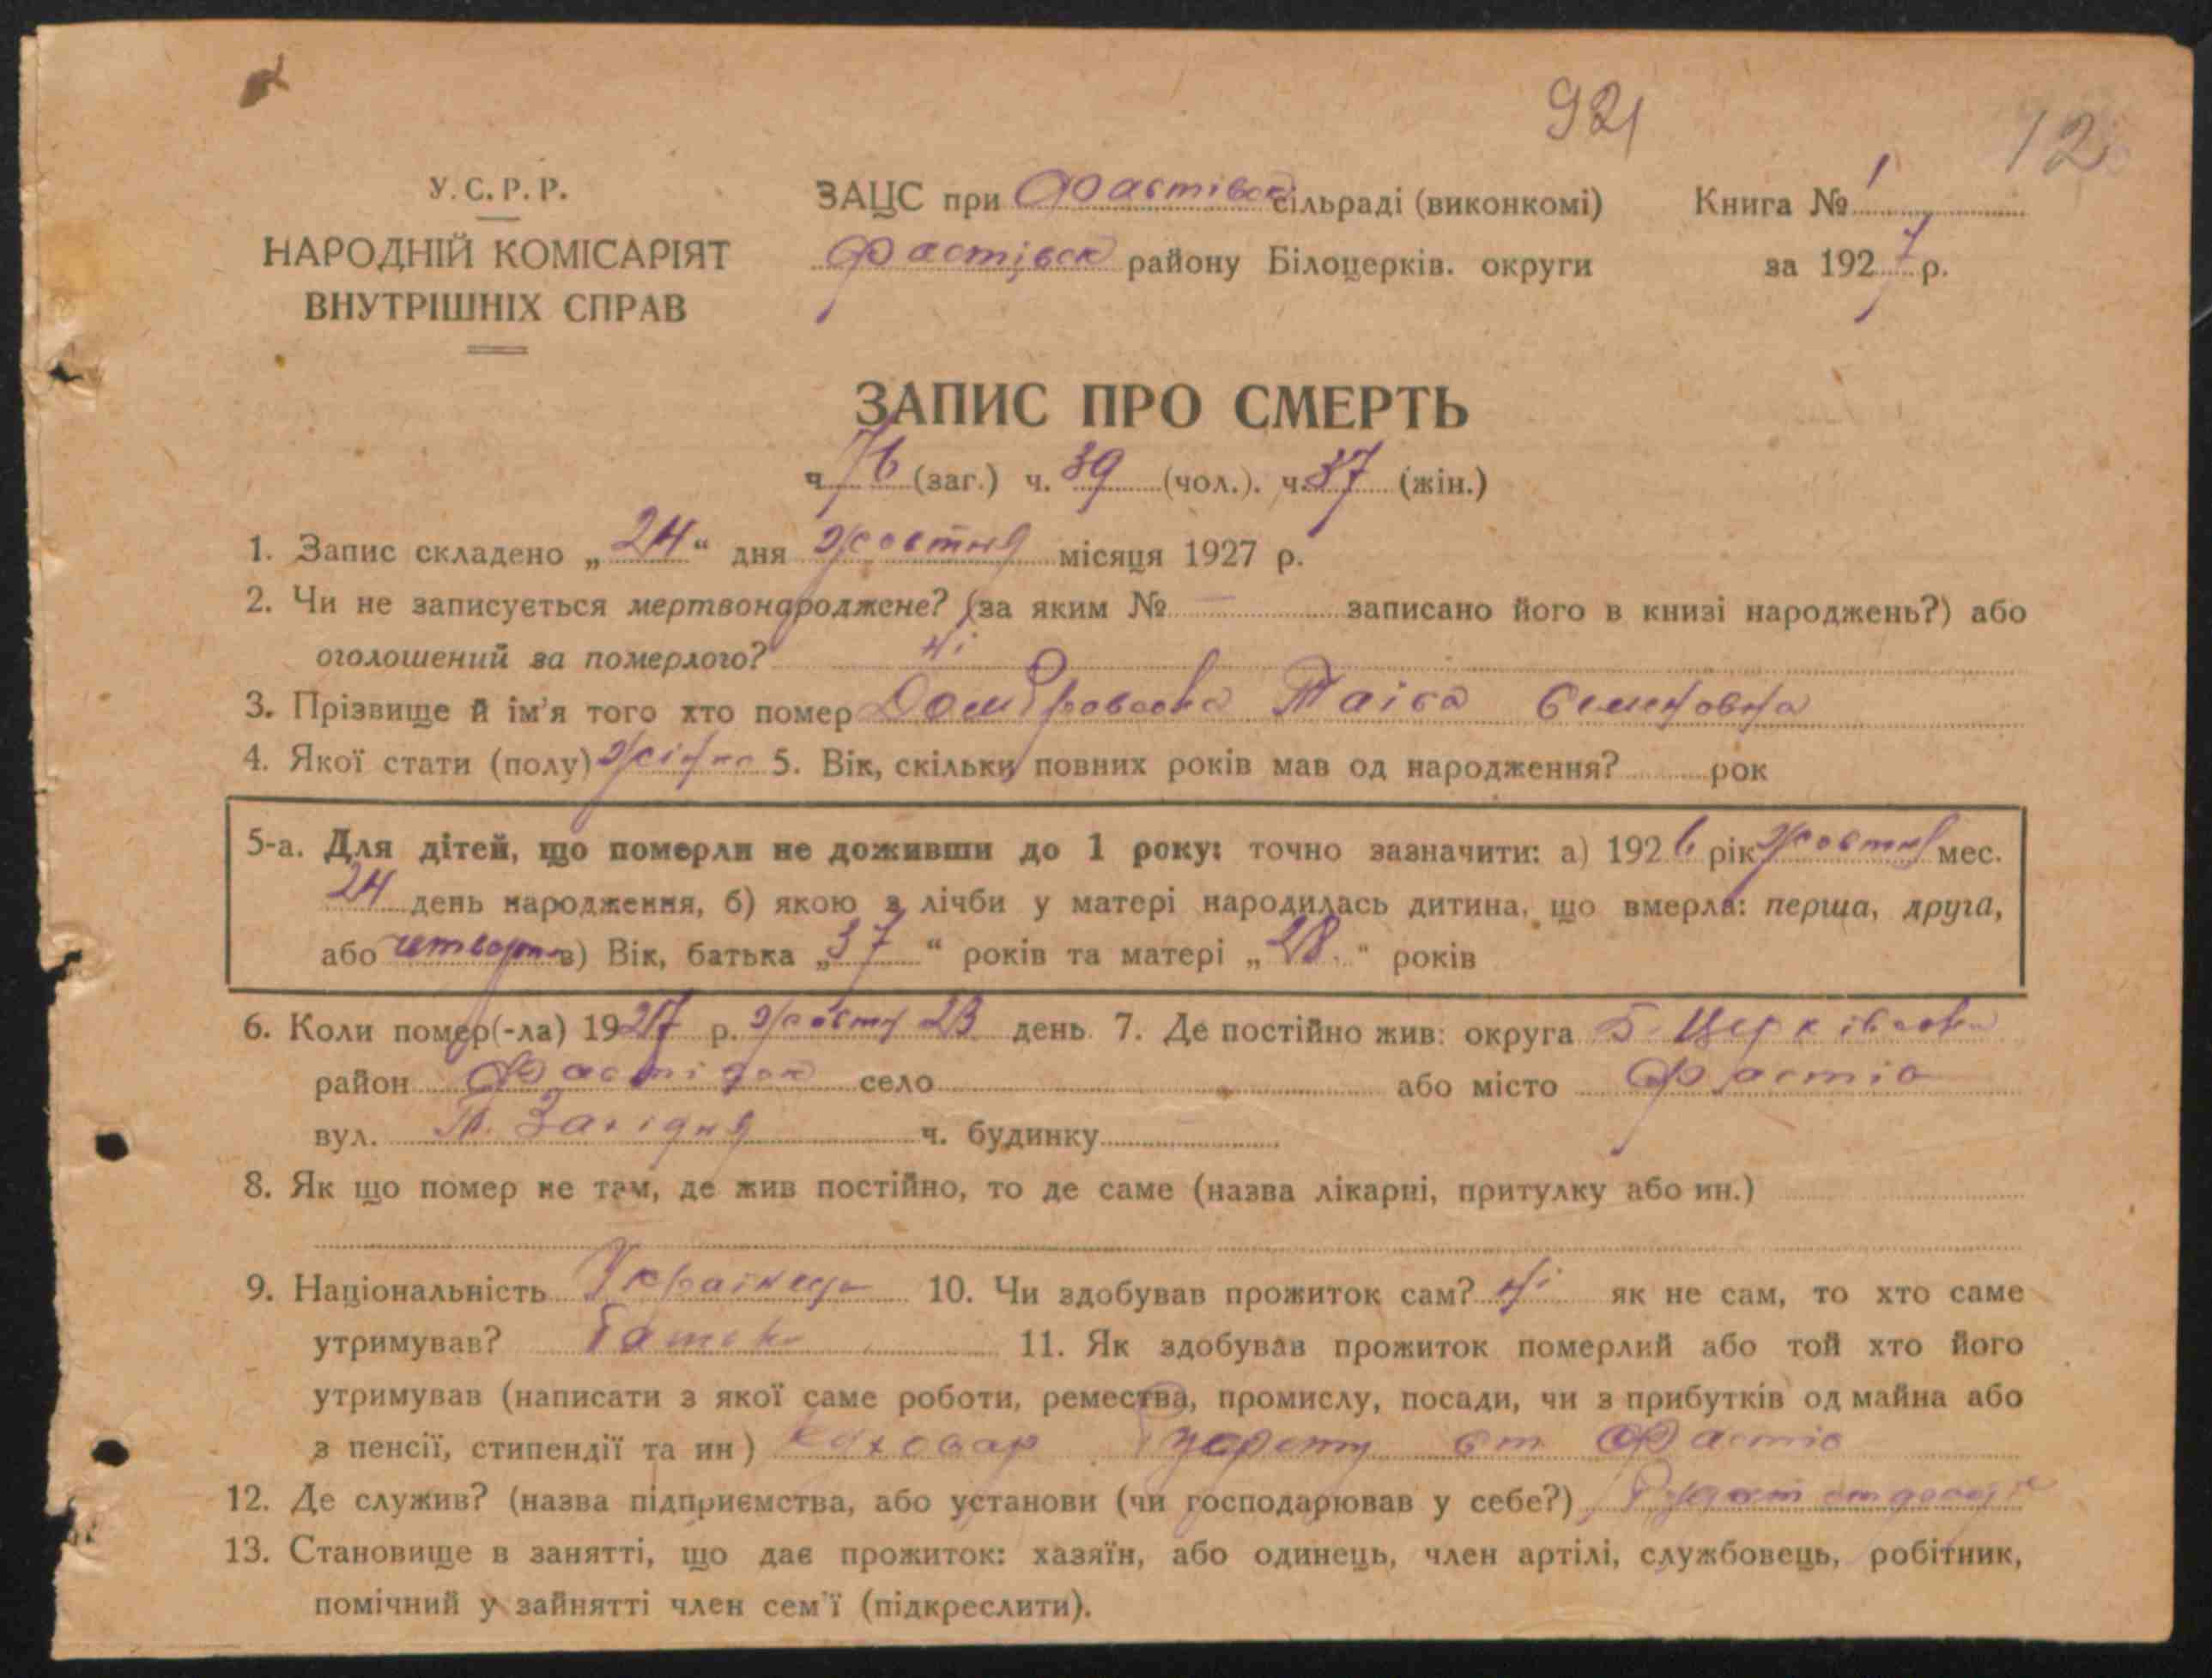 921
12
У.С.Р.Р.
НАРОДНІЙ КОМІСАРІЯТ
ВНУТРІШНІХ СПРАВ
ЗАЦС при Фастівськ сільраді (виконкомі)
Фастівськ району Білоцерків. округи
Книга № 1
за 1927 р.
ЗАПИС ПРО СМЕРТЬ
ч. 76 (заг.) ч. 39 (чол.). ч. 37 (жін.)
1. Запис складено „24“ дня жовтня місяця 1927 р.
2. Чи не записується мертвонароджене? (за яким № — записано його в книзі народжень?) або
оголошений за померлого? ні
3. Прізвище й ім'я того хто помер Домбровська Таіса Семеновна
4. Якої стати (полу) жіноч 5. Вік, скільки повних років мав од народження? рок
5-а. Для дітей, що померли не доживши до 1 року: точно зазначити: а) 1926 рік жовтня мес.
24 день народження, б) якою з лічби у матері народилась дитина, що вмерла: перша, друга,
або четверта в) Вік, батька „37“ років та матері „28“ років
6. Коли помер(-ла) 1927 р. жовтн 23 день 7. Де постійно жив: округа Б. Церківська
район Фастівськ село або місто Фастів
вул. П. Західня ч. будинку
8. Як що помер не там, де жив постійно, то де саме (назва лікарні, притулку або ин.)
9. Національність Українець 10. Чи здобував прожиток сам? ні як не сам, то хто саме
утримував? Батько 11. Як здобував прожиток померлий або той хто його
утримував (написати з якої саме роботи, ремества, промислу, посади, чи з прибутків од майна або
з пенсії, стипендії та ин) ст Фастів
12. Де служив? (назва підприємства, або установи (чи господарював у себе?)
13. Становище в занятті, що дає прожиток: хазяїн, або одинець, член артілі, службовець, робітник,
помічний у зайнятті член сем'ї (підкреслити).